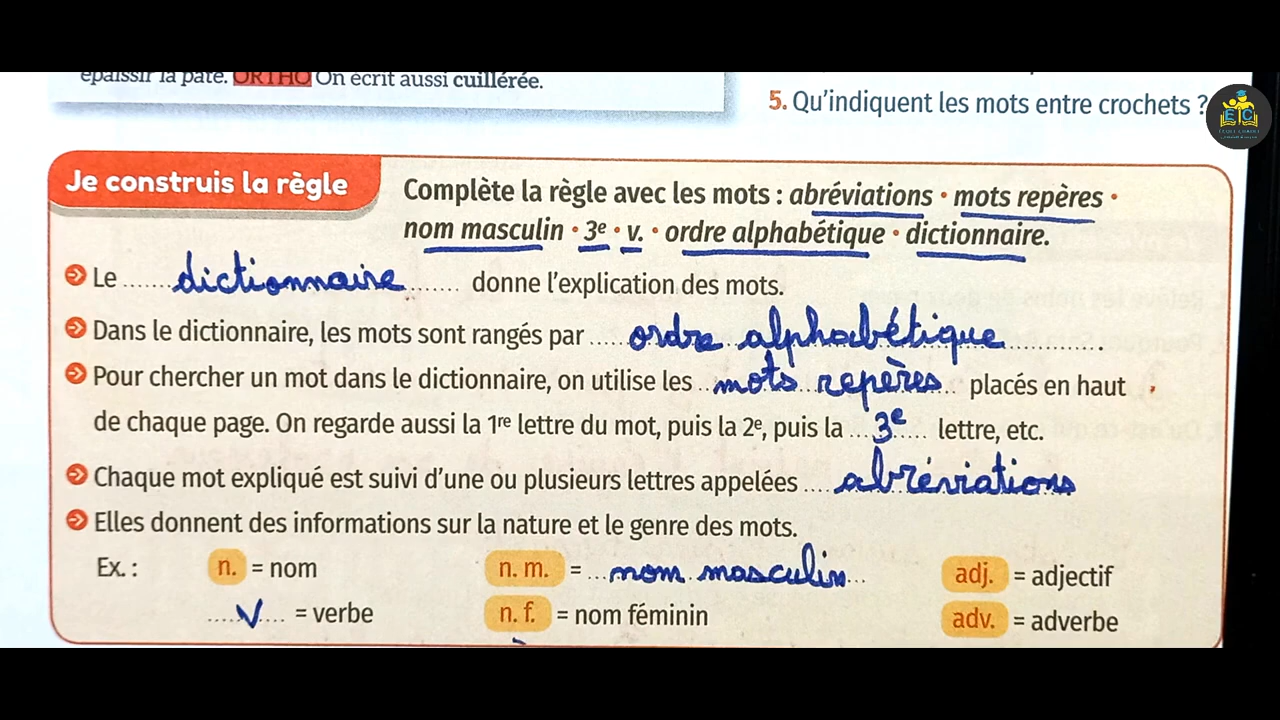 épaissir la pâte. ORTHO On écrit aussi cuillérée.
5. Qu'indiquent les mots entre crochets ?
EC
Je construis la règle
Complète la règle avec les mots : abréviations • mots repères •
nom masculin • 3e • v. • ordre alphabétique • dictionnaire.
Le ...... dictionnaire ...... donne l'explication des mots.
Dans le dictionnaire, les mots sont rangés par ..... ordre alphabétique ..........
Pour chercher un mot dans le dictionnaire, on utilise les .. mots repères .. placés en haut
de chaque page. On regarde aussi la 1re lettre du mot, puis la 2e, puis la ... 3e ..... lettre, etc.
Chaque mot expliqué est suivi d'une ou plusieurs lettres appelées .... abréviations
Elles donnent des informations sur la nature et le genre des mots.
Ex. : n. = nom n. m. = ... nom masculin ... adj. = adjectif
..... v .... = verbe n. f. = nom féminin adv. = adverbe